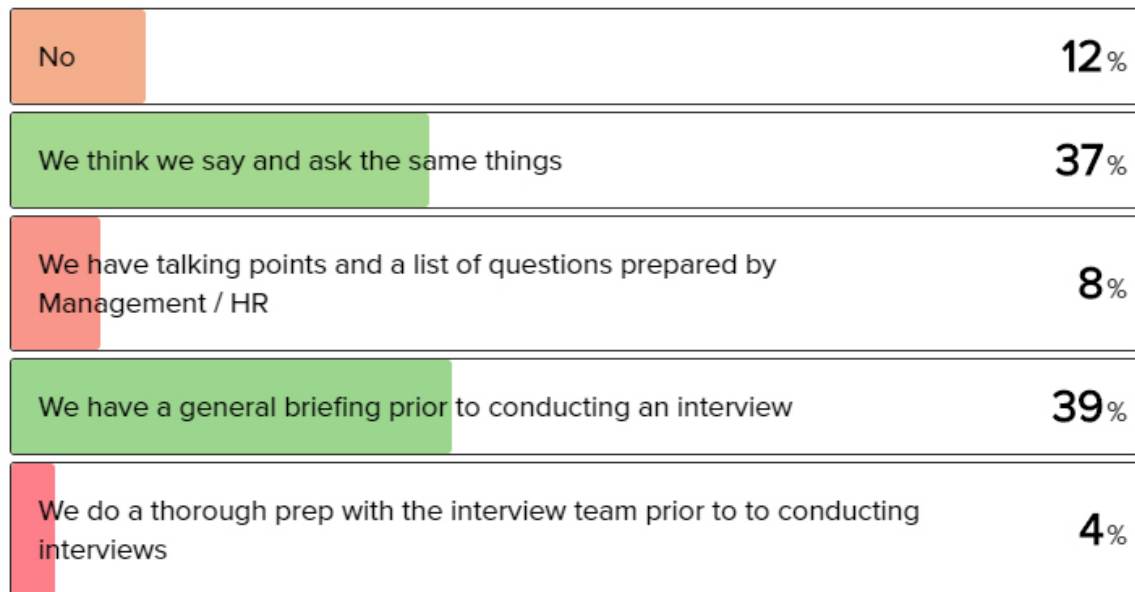 No 12%
We think we say and ask the same things 37%
We have talking points and a list of questions prepared by
Management / HR 8%
We have a general briefing prior to conducting an interview 39%
We do a thorough prep with the interview team prior to to conducting
interviews 4%